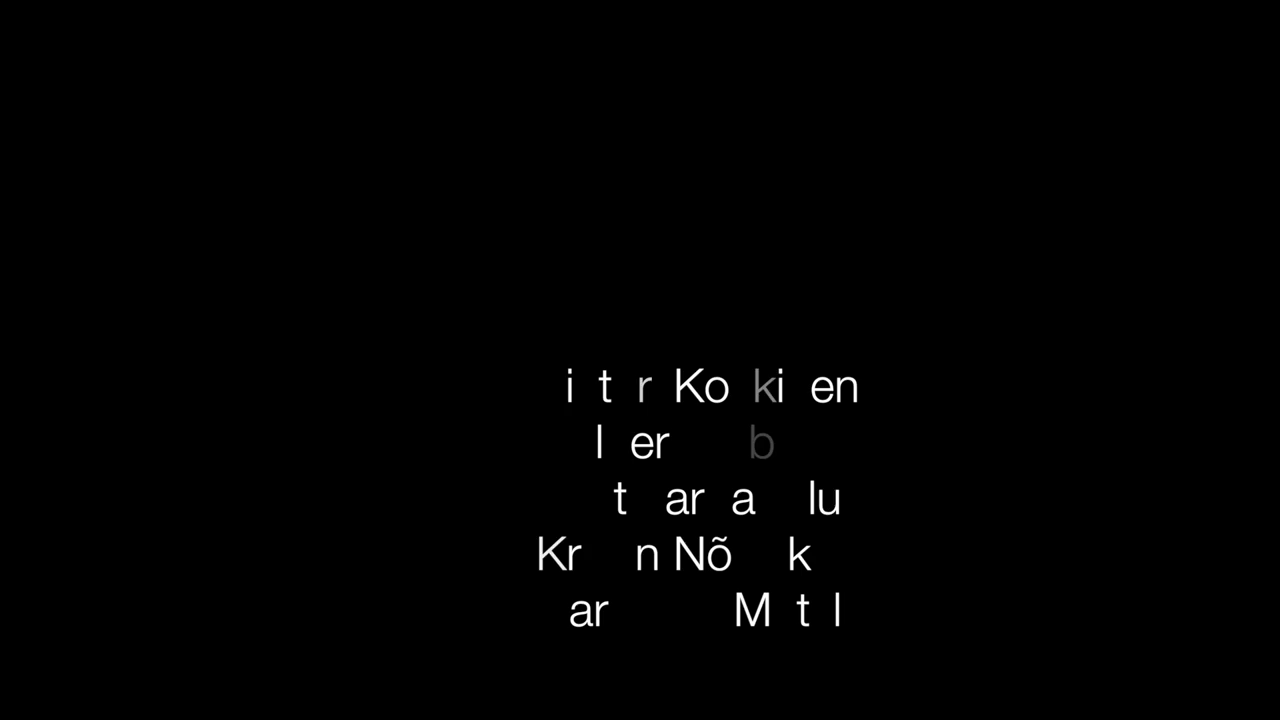 i t r Ko ki en
l er b
t ar a lu
Kr n Nõ k
ar M t l